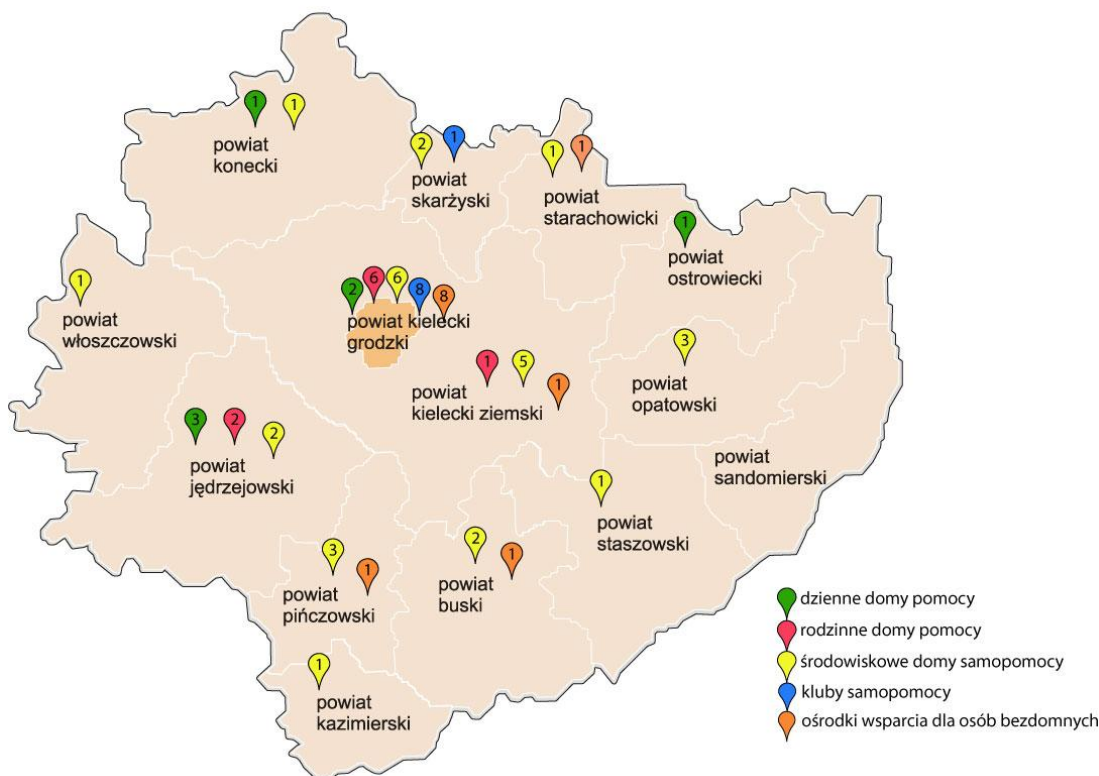 1 1
powiat
konecki
2 1
powiat
skarżyski
1 1
powiat
starachowicki
1
powiat
ostrowiecki
1
powiat
włoszczowski
2 6 6 8 8
powiat kielecki
grodzki
1 5 1
powiat
kielecki ziemski
3
powiat
opatowski
3 2 2
powiat
jędrzejowski
powiat
sandomierski
1
powiat
staszowski
3 1
powiat
pińczowski
2 1
powiat
buski
1
powiat
kazimierski
dzienne domy pomocy
rodzinne domy pomocy
środowiskowe domy samopomocy
kluby samopomocy
ośrodki wsparcia dla osób bezdomnych